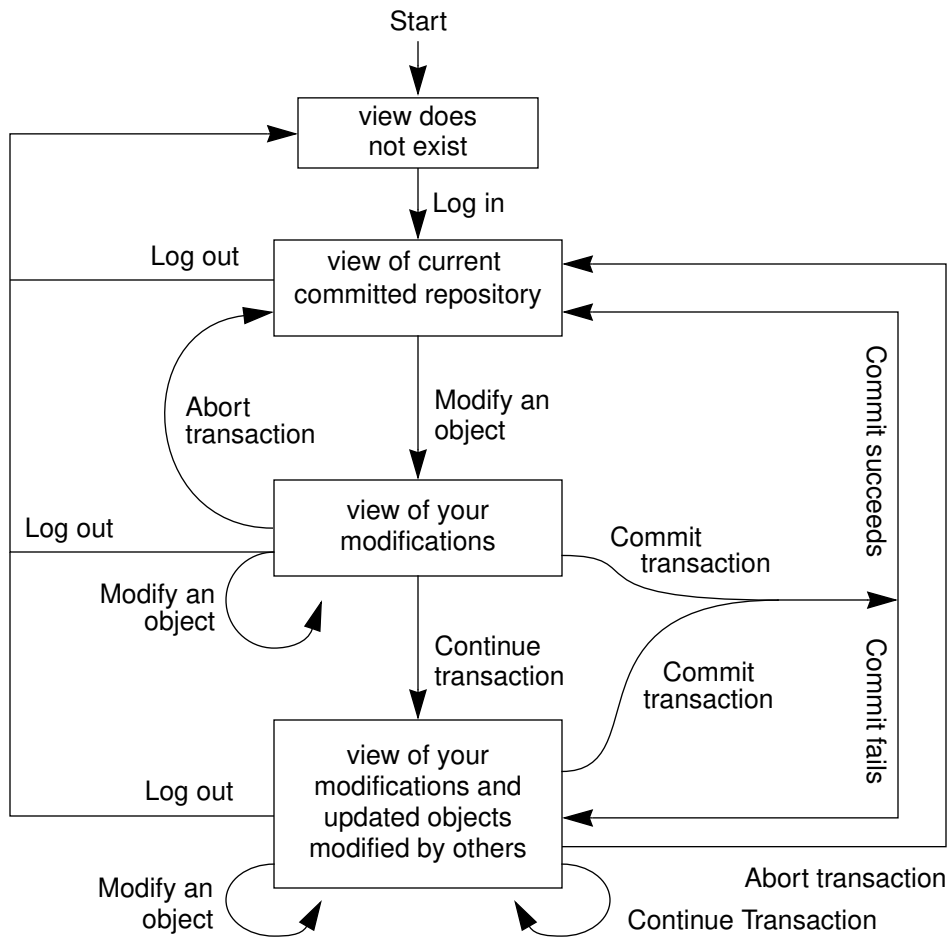 Start
view does
not exist
Log in
Log out
view of current
committed repository
Abort
transaction
Modify an
object
Commit succeeds
Log out
view of your
modifications
Commit
transaction
Modify an
object
Continue
transaction
Commit
transaction
Commit fails
Log out
view of your
modifications and
updated objects
modified by others
Modify an
object
Abort transaction
Continue Transaction